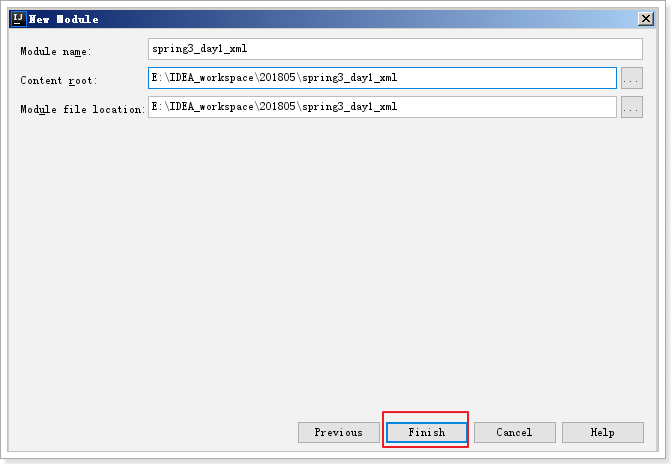 IJ New Module
Module name: spring3_day1_xml
Content root: E:\IDEA_workspace\201805\spring3_day1_xml ...
Module file location: E:\IDEA_workspace\201805\spring3_day1_xml ...
Previous Finish Cancel Help